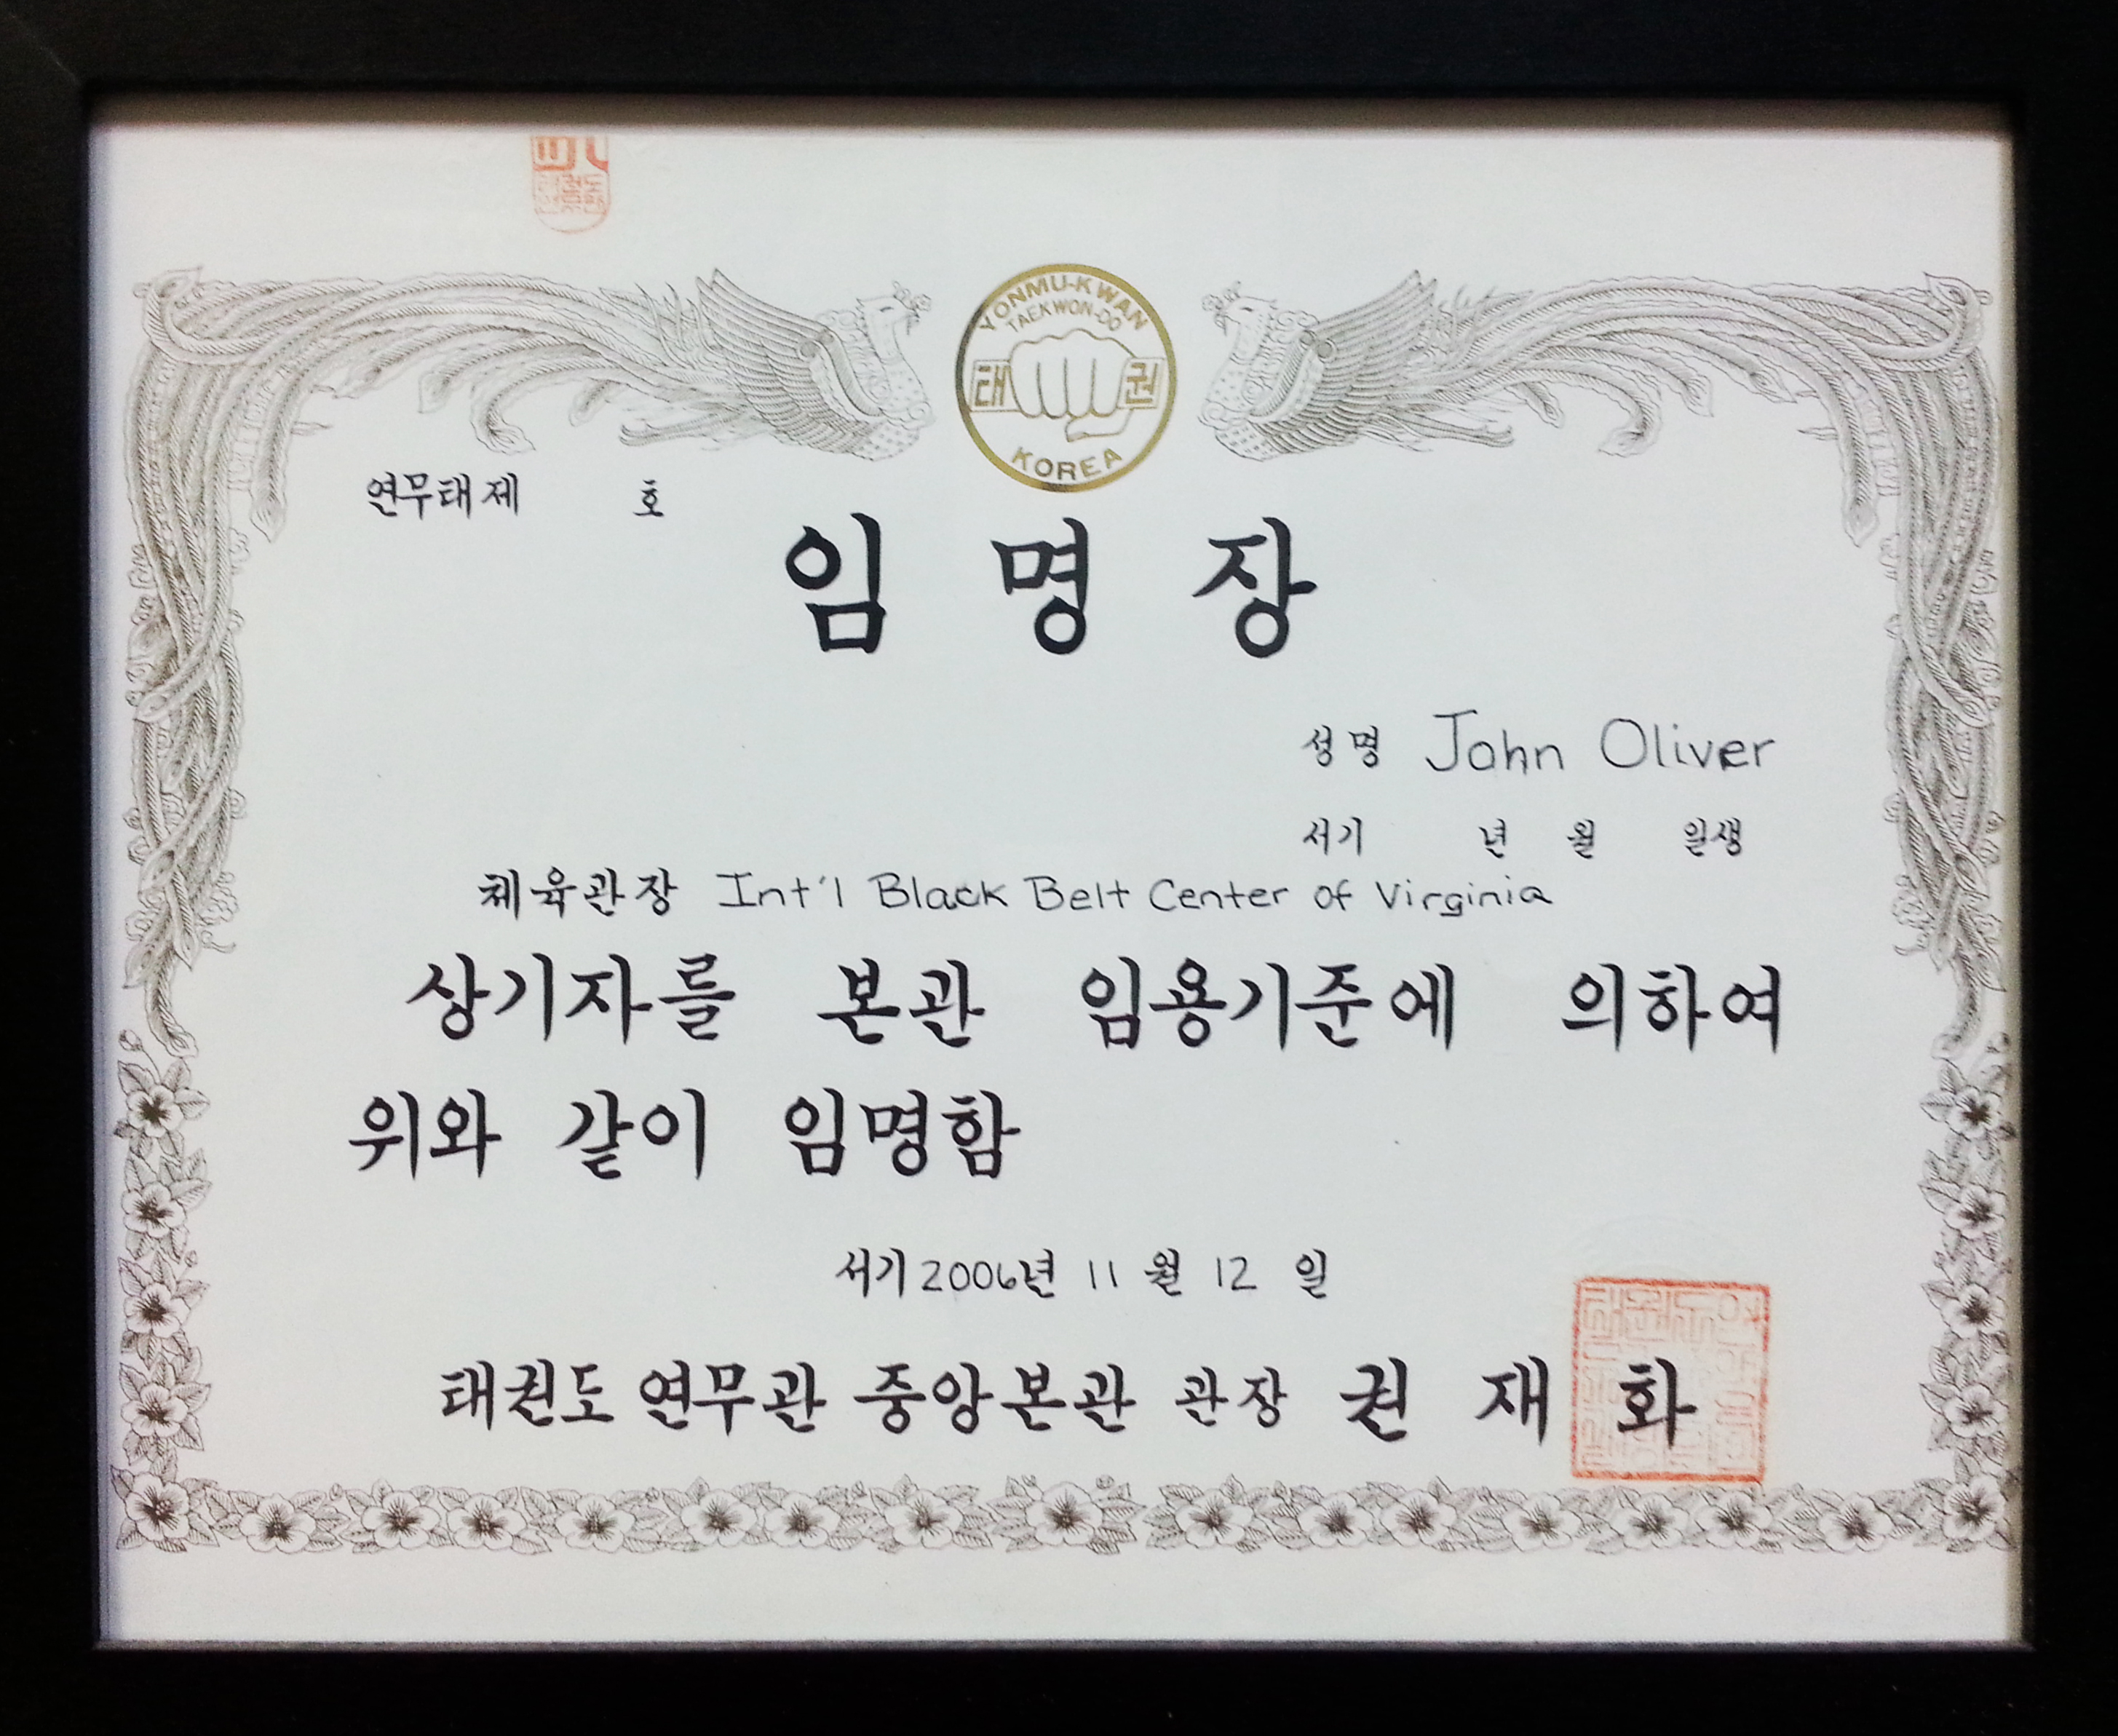 YONMU-KWAN
TAEKWON-DO
태 권
KOREA
연무태 제 호
임 명 장
성 명 John Oliver
서기 년 월 일생
체육관장 Int'l Black Belt Center of Virginia
상기자를 본관 임용기준에 의하여
위와 같이 임명함
서기 2006년 11 월 12 일
태권도 연무관 중앙본관 관장 권 재 화